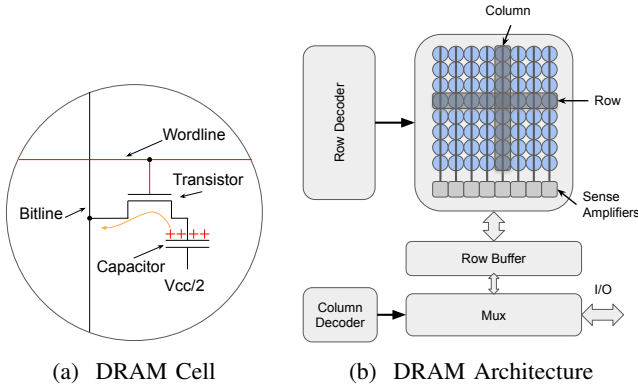 Wordline
Transistor
Bitline
++++
Capacitor
Vcc/2
(a) DRAM Cell
Column
Row Decoder
Row
Sense
Amplifiers
Row Buffer
I/O
Column
Decoder
Mux
(b) DRAM Architecture